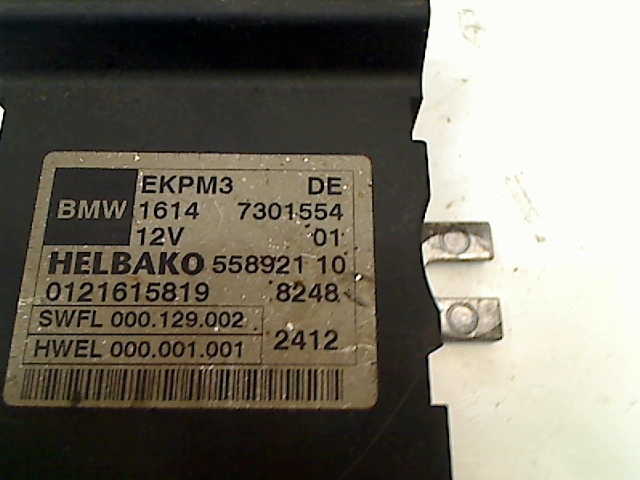 EKPM3 DE
BMW 1614 7301554
12V 01
HELBAKO 558921 10
0121615819 8248
SWFL 000.129.002
HWEL 000.001.001 2412